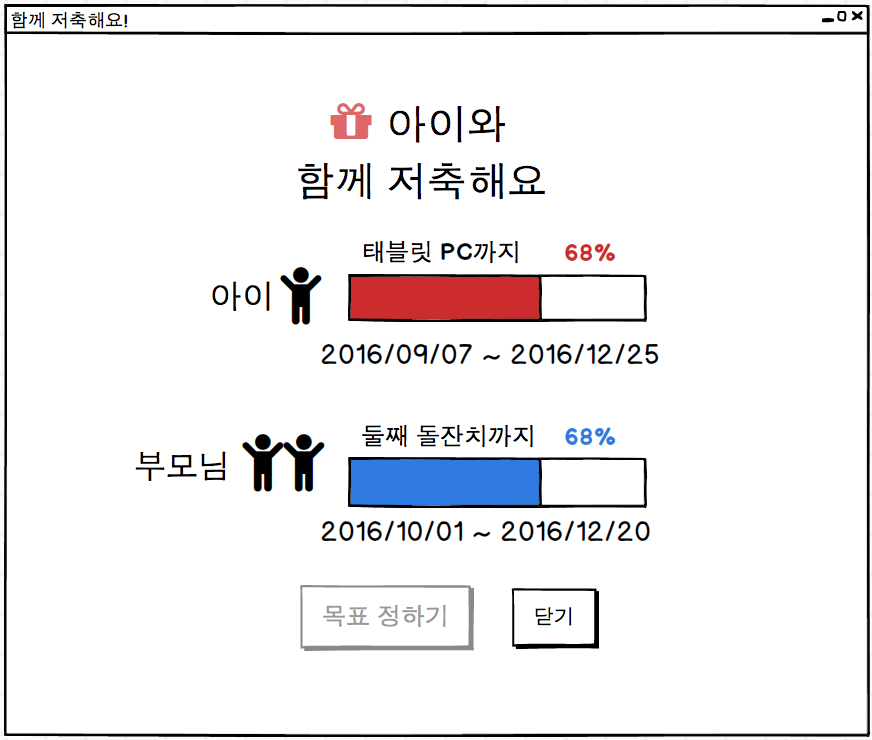 함께 저축해요!
아이와
함께 저축해요
태블릿 PC까지 68%
아이
2016/09/07 ~ 2016/12/25
둘째 돌잔치까지 68%
부모님
2016/10/01 ~ 2016/12/20
목표 정하기 닫기